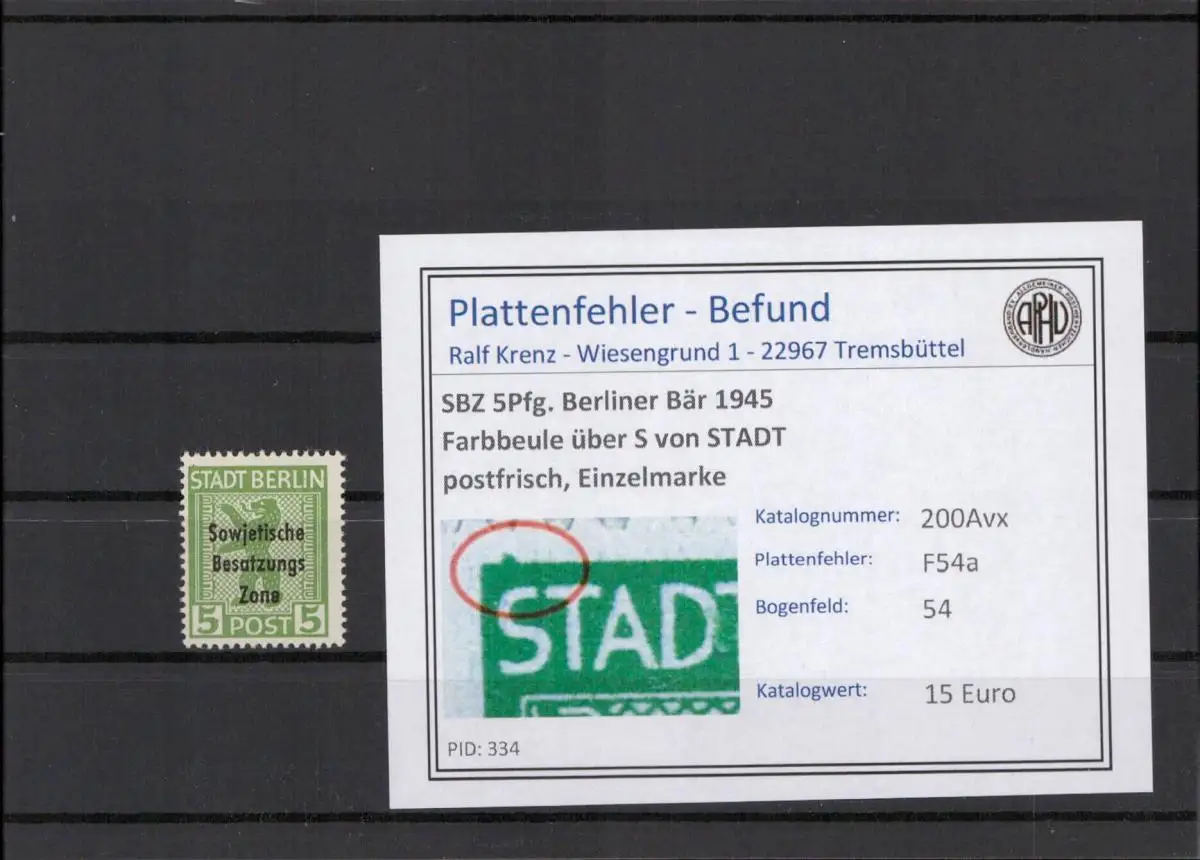 STADT BERLIN
Sowjetische
Besatzungs
Zone
5 POST 5
Plattenfehler - Befund
Ralf Krenz - Wiesengrund 1 - 22967 Tremsbüttel
APHV
SBZ 5Pfg. Berliner Bär 1945
Farbbeule über S von STADT
postfrisch, Einzelmarke
STADT
Katalognummer: 200Avx
Plattenfehler: F54a
Bogenfeld: 54
Katalogwert: 15 Euro
PID: 334